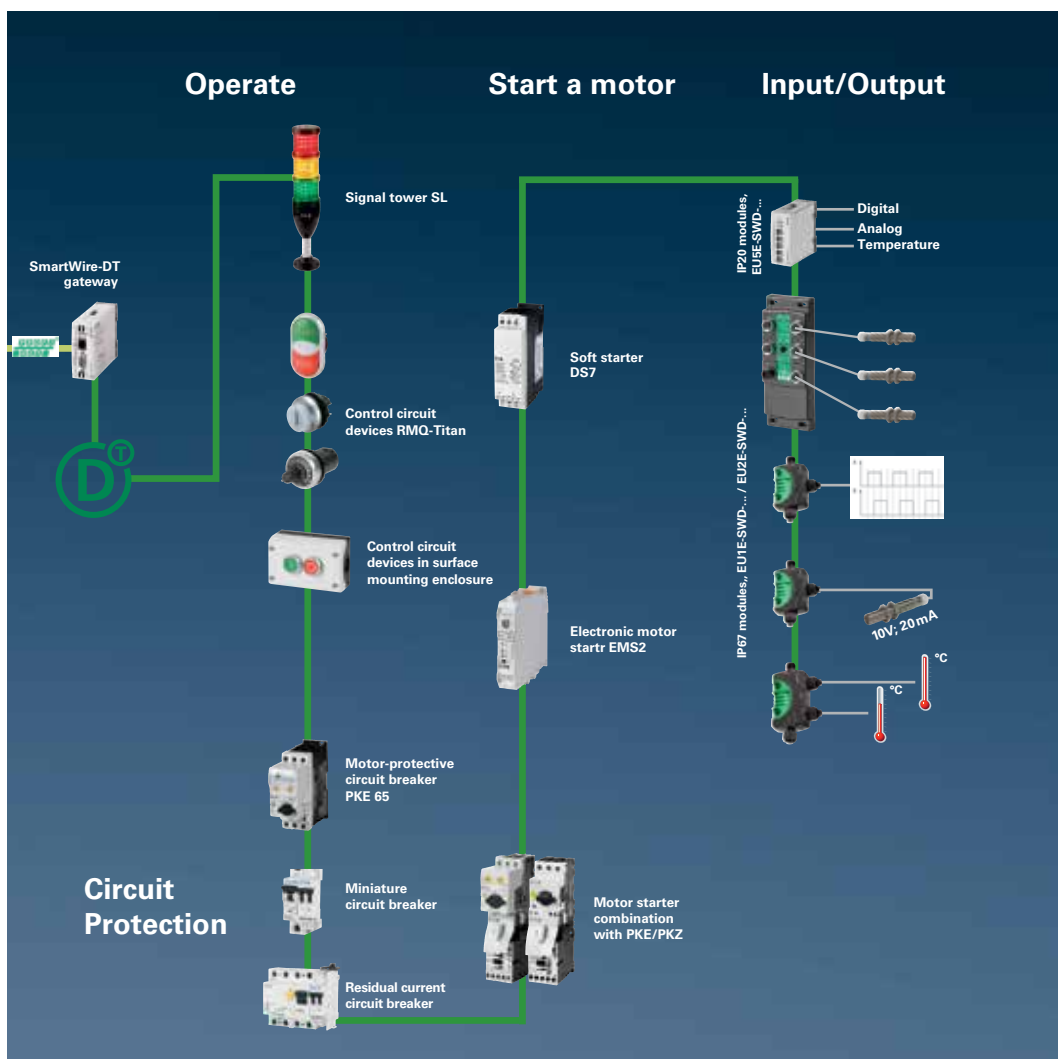 Operate
Start a motor
Input/Output
Signal tower SL
SmartWire-DT
gateway
DT
Control circuit
devices RMQ-Titan
Control circuit
devices in surface
mounting enclosure
Motor-protective
circuit breaker
PKE 65
Circuit
Protection
Miniature
circuit breaker
Residual current
circuit breaker
Soft starter
DS7
Electronic motor
startr EMS2
Motor starter
combination
with PKE/PKZ
IP20 modules,
EU5E-SWD-...
Digital
Analog
Temperature
IP67 modules,, EU1E-SWD-... / EU2E-SWD-...
10V; 20 mA
°C
°C